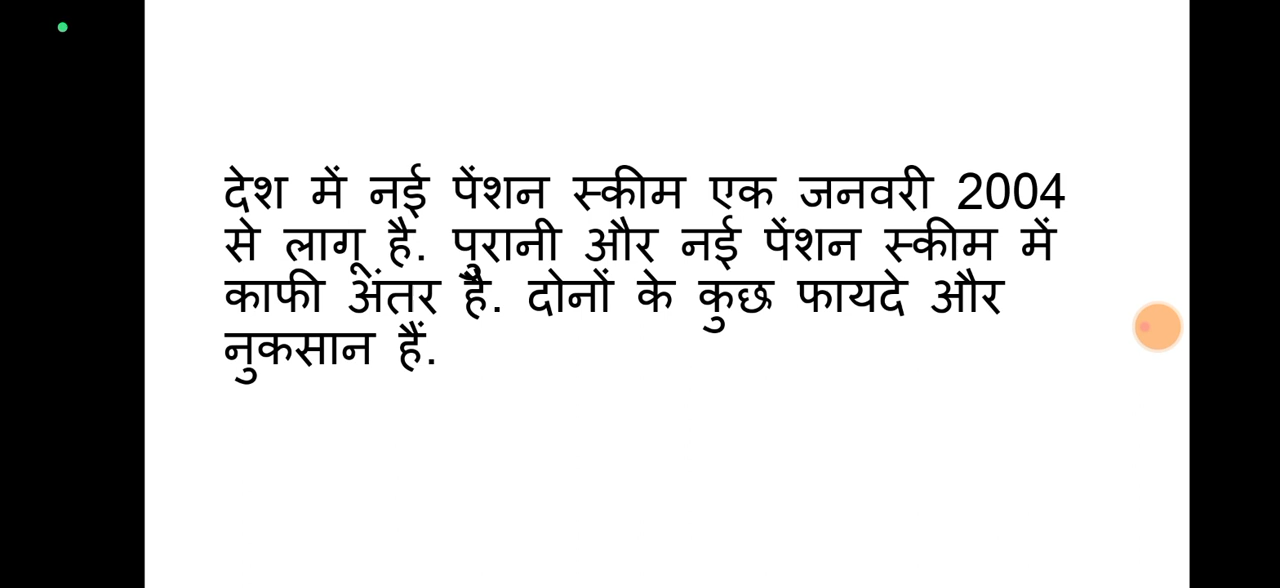 देश में नई पेंशन स्कीम एक जनवरी 2004
से लागू है. पुरानी और नई पेंशन स्कीम में
काफी अंतर है. दोनों के कुछ फायदे और
नुकसान हैं.